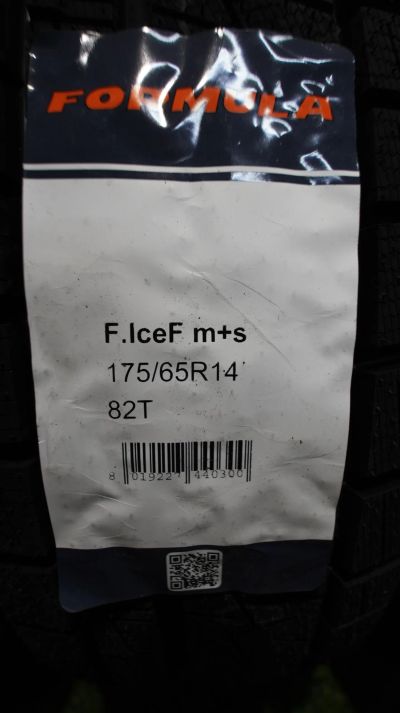 FORMULA
F.IceF m+s
175/65R14
82T
8 019227 440300